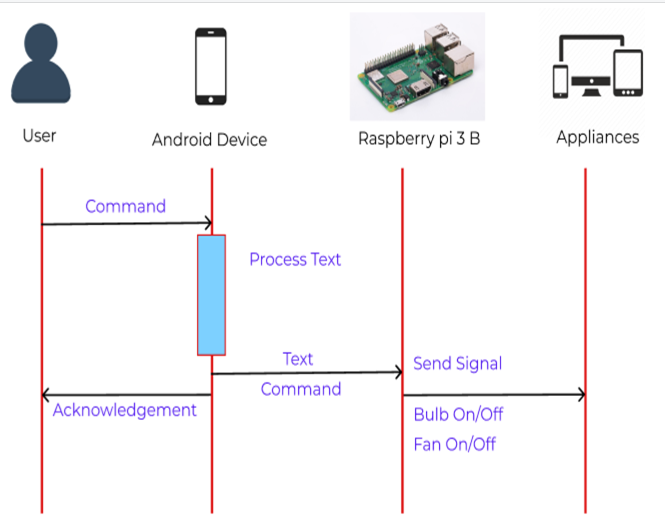 User
Android Device
Raspberry pi 3 B
Appliances
Command
Process Text
Text
Command
Send Signal
Acknowledgement
Bulb On/Off
Fan On/Off